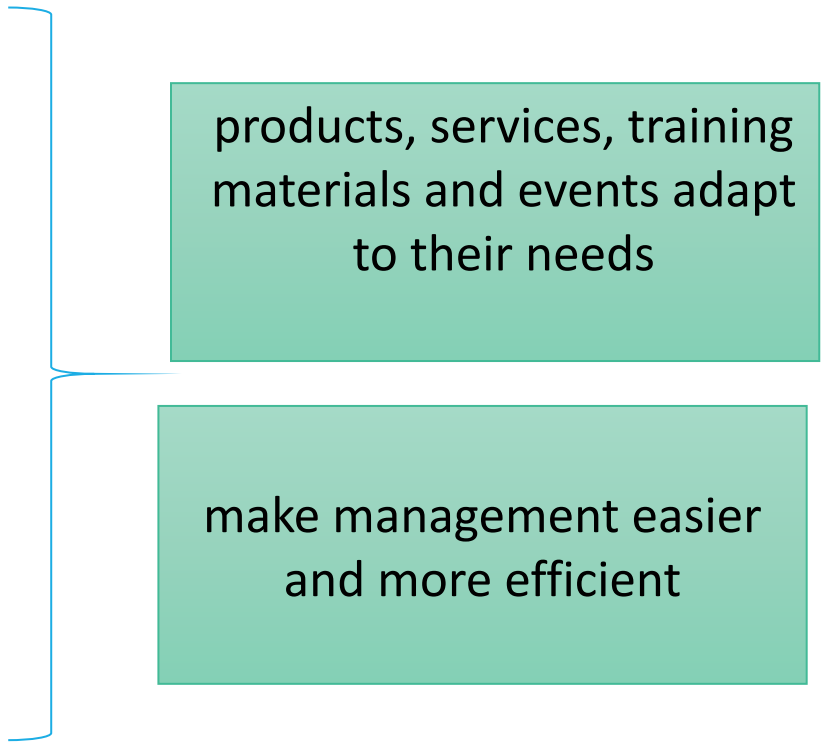 products, services, training
materials and events adapt
to their needs
make management easier
and more efficient